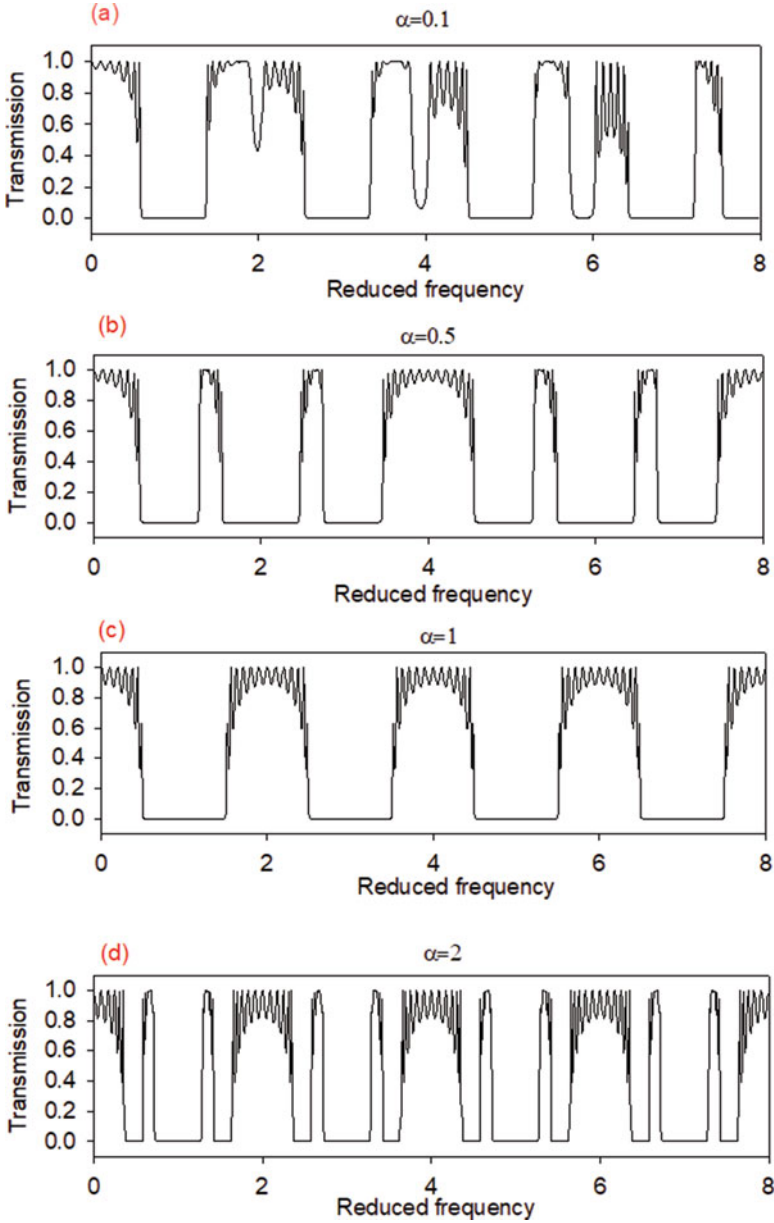 (a)
α=0.1
Transmission
1.0
0.8
0.6
0.4
0.2
0.0
0 2 4 6 8
Reduced frequency
(b)
α=0.5
Transmission
1.0
0.8
0.6
0.4
0.2
0.0
0 2 4 6 8
Reduced frequency
(c)
α=1
Transmission
1.0
0.8
0.6
0.4
0.2
0.0
0 2 4 6 8
Reduced frequency
(d)
α=2
Transmission
1.0
0.8
0.6
0.4
0.2
0.0
0 2 4 6 8
Reduced frequency